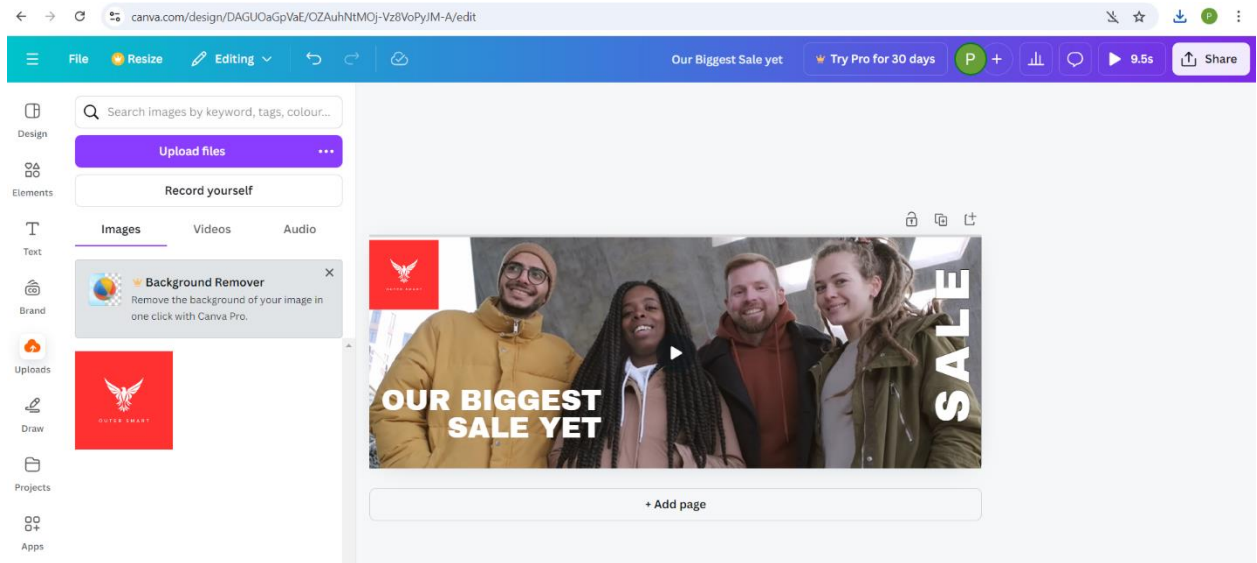 canva.com/design/DAGUOaGpVaE/OZAuhNtMOj-Vz8VoPyJM-A/edit
P
File Resize Editing Our Biggest Sale yet Try Pro for 30 days P + 9.5s Share
Design
Elements
Text
Brand
Uploads
Draw
Projects
Apps
Search images by keyword, tags, colour...
Upload files
Record yourself
Images Videos Audio
Background Remover
Remove the background of your image in
one click with Canva Pro.
OUTER SMART
OUTER SMART
OUR BIGGEST
SALE YET
SALE
+ Add page